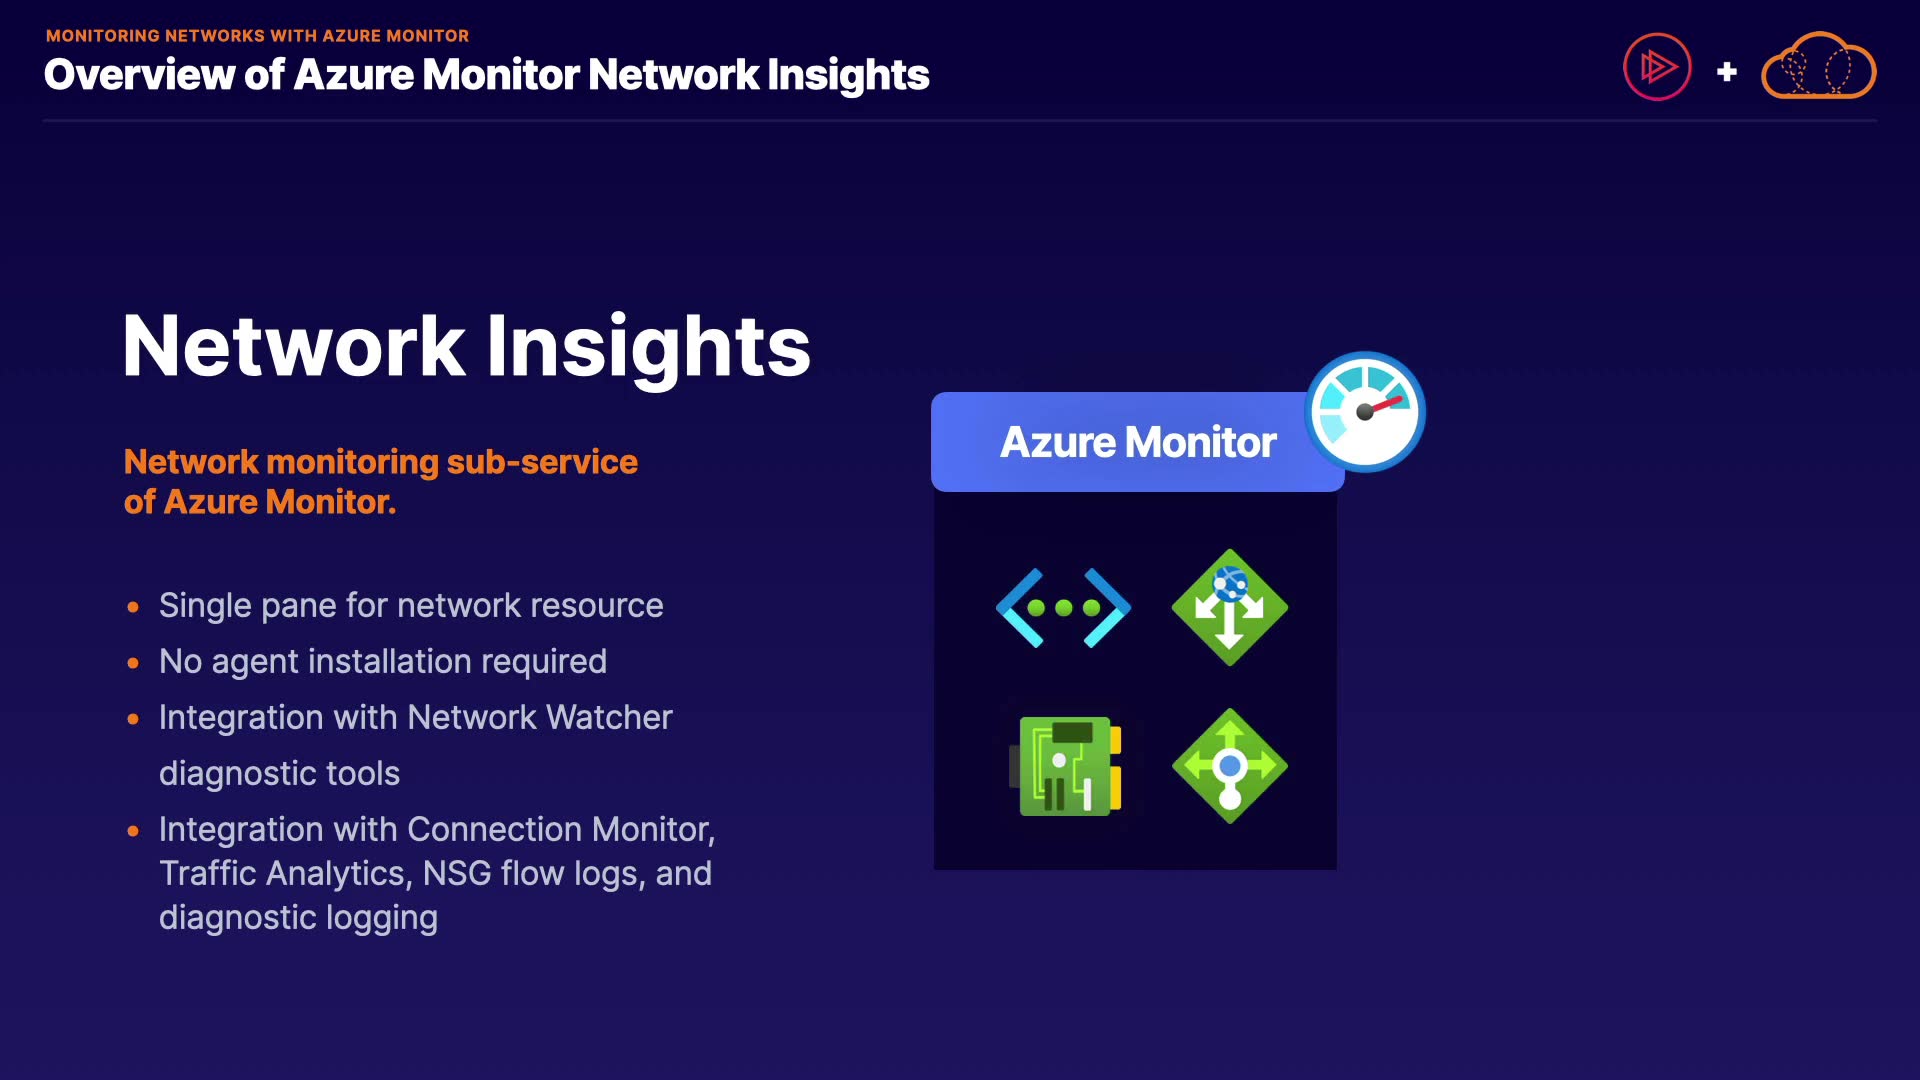 MONITORING NETWORKS WITH AZURE MONITOR
Overview of Azure Monitor Network Insights
+
Network Insights
Network monitoring sub-service
of Azure Monitor.
• Single pane for network resource
• No agent installation required
• Integration with Network Watcher
diagnostic tools
• Integration with Connection Monitor,
Traffic Analytics, NSG flow logs, and
diagnostic logging
Azure Monitor